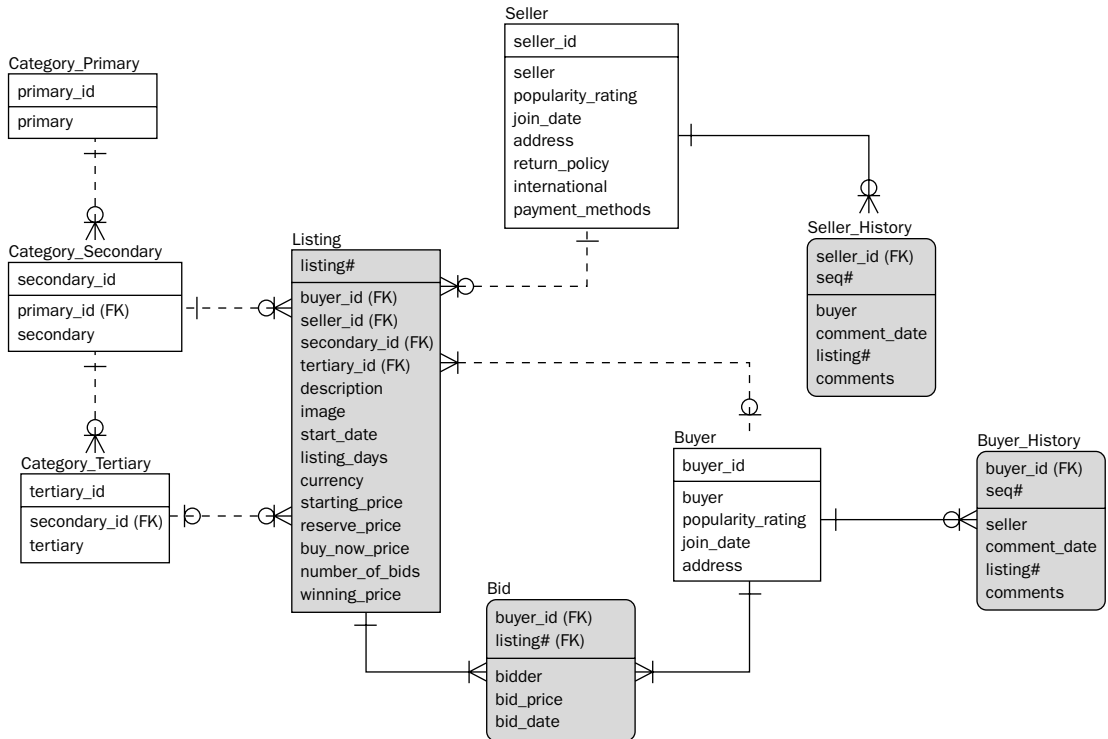 Seller
seller_id
seller
popularity_rating
join_date
address
return_policy
international
payment_methods
Category_Primary
primary_id
primary
Category_Secondary
secondary_id
primary_id (FK)
secondary
Category_Tertiary
tertiary_id
secondary_id (FK)
tertiary
Listing
listing#
buyer_id (FK)
seller_id (FK)
secondary_id (FK)
tertiary_id (FK)
description
image
start_date
listing_days
currency
starting_price
reserve_price
buy_now_price
number_of_bids
winning_price
Seller_History
seller_id (FK)
seq#
buyer
comment_date
listing#
comments
Buyer
buyer_id
buyer
popularity_rating
join_date
address
Buyer_History
buyer_id (FK)
seq#
seller
comment_date
listing#
comments
Bid
buyer_id (FK)
listing# (FK)
bidder
bid_price
bid_date